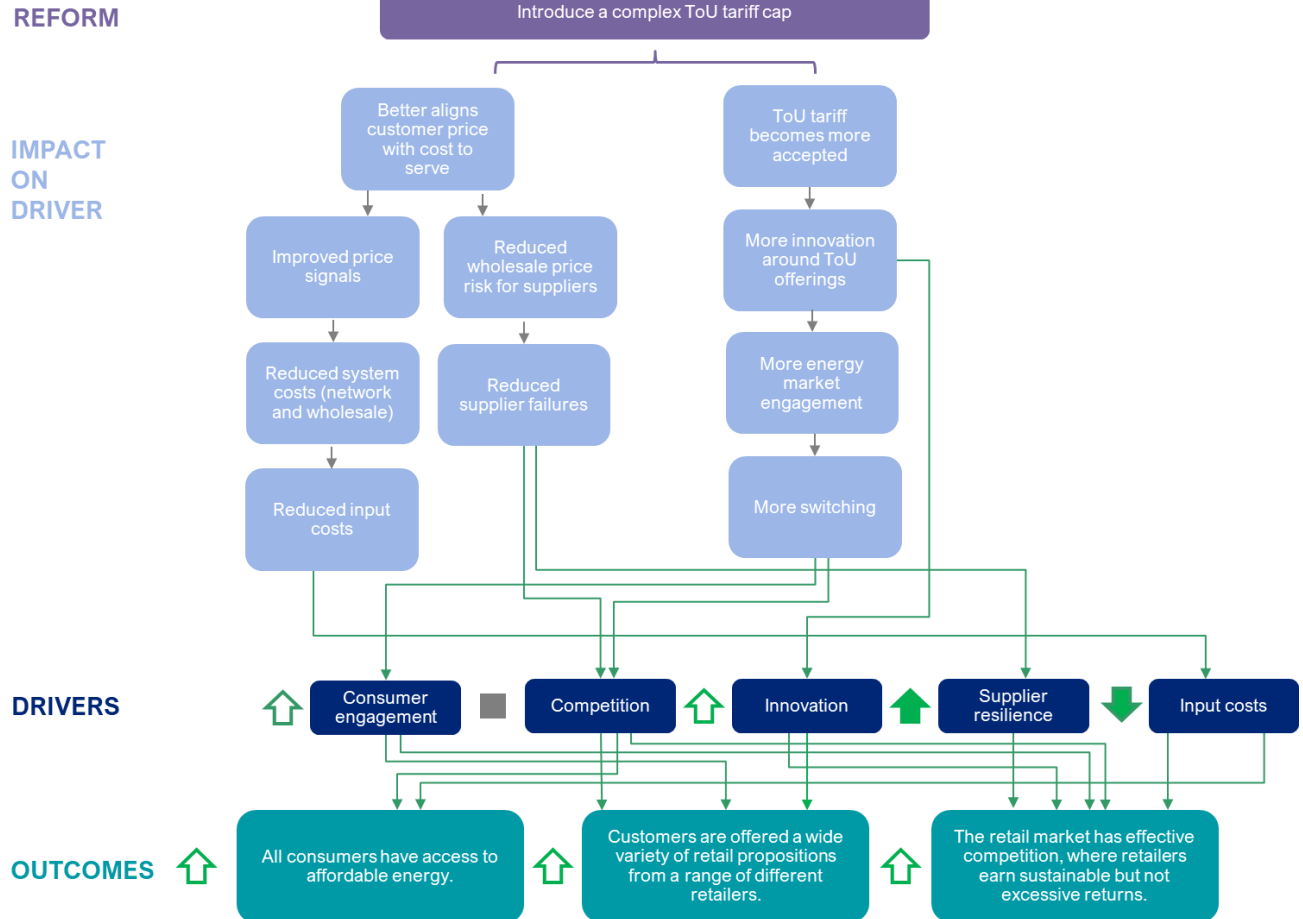 REFORM
Introduce a complex ToU tariff cap
IMPACT
ON
DRIVER
Better aligns
customer price
with cost to
serve
ToU tariff
becomes more
accepted
Improved price
signals
Reduced
wholesale price
risk for suppliers
More innovation
around ToU
offerings
Reduced system
costs (network
and wholesale)
Reduced
supplier failures
More energy
market
engagement
Reduced input
costs
More switching
DRIVERS
Consumer
engagement
Competition
Innovation
Supplier
resilience
Input costs
OUTCOMES
All consumers have access to
affordable energy.
Customers are offered a wide
variety of retail propositions
from a range of different
retailers.
The retail market has effective
competition, where retailers
earn sustainable but not
excessive returns.